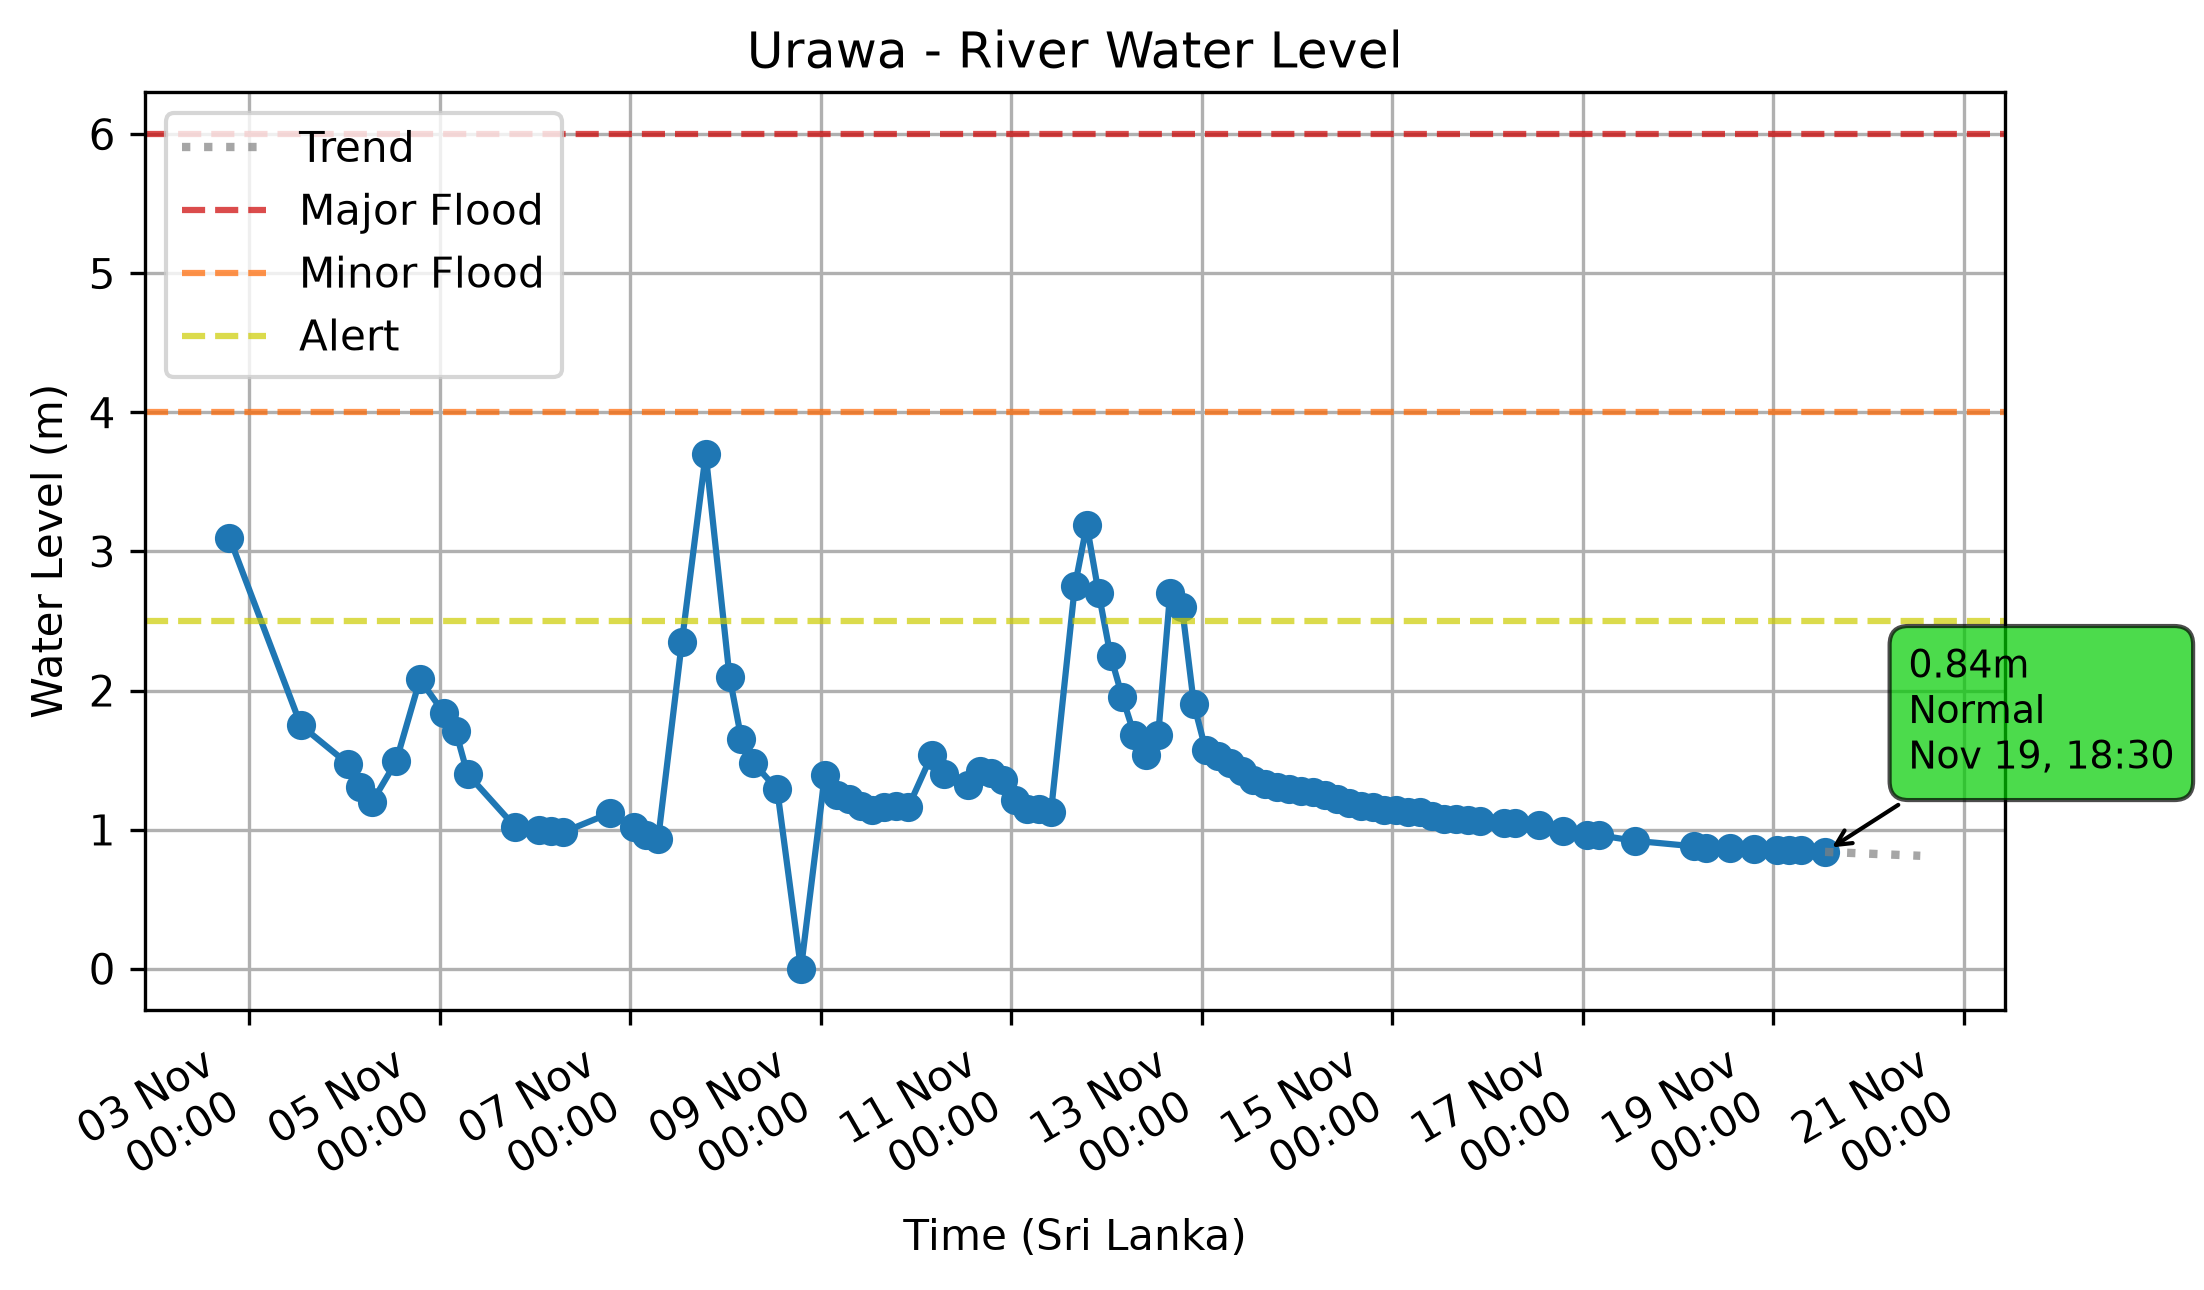 Urawa - River Water Level
Trend
Major Flood
Minor Flood
Alert
Water Level (m)
6
5
4
3
2
1
0
0.84m
Normal
Nov 19, 18:30
03 Nov
00:00
05 Nov
00:00
07 Nov
00:00
09 Nov
00:00
11 Nov
00:00
13 Nov
00:00
15 Nov
00:00
17 Nov
00:00
19 Nov
00:00
21 Nov
00:00
Time (Sri Lanka)